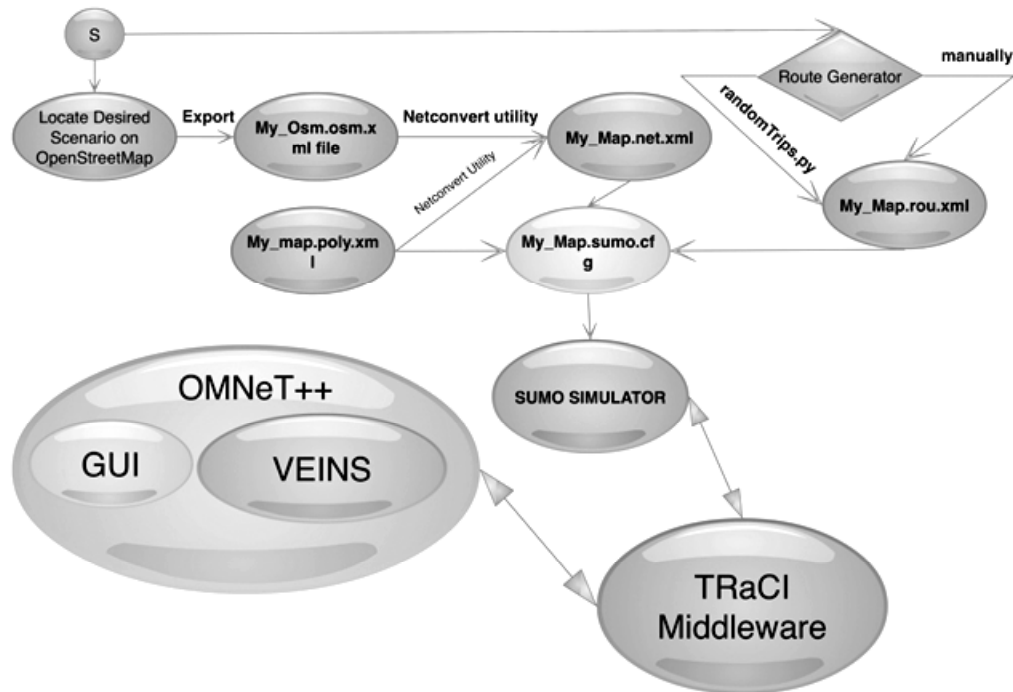 S
manually
Route Generator
Locate Desired
Scenario on
OpenStreetMap
Export
My_Osm.osm.x
ml file
Netconvert utility
My_Map.net.xml
randomTrips.py
Netconvert Utility
My_Map.rou.xml
My_map.poly.xm
l
My_Map.sumo.cf
g
SUMO SIMULATOR
OMNeT++
GUI
VEINS
TRaCI
Middleware